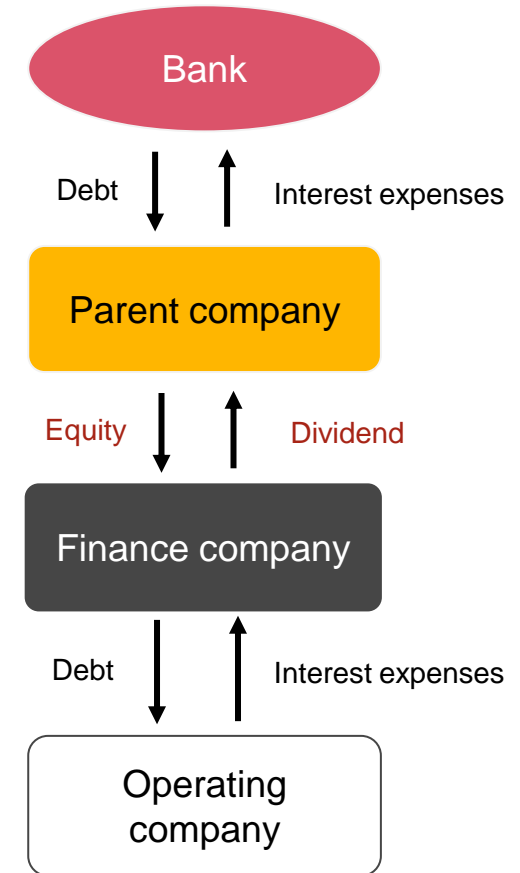 Bank
Debt
Interest expenses
Parent company
Equity
Dividend
Finance company
Debt
Interest expenses
Operating
company